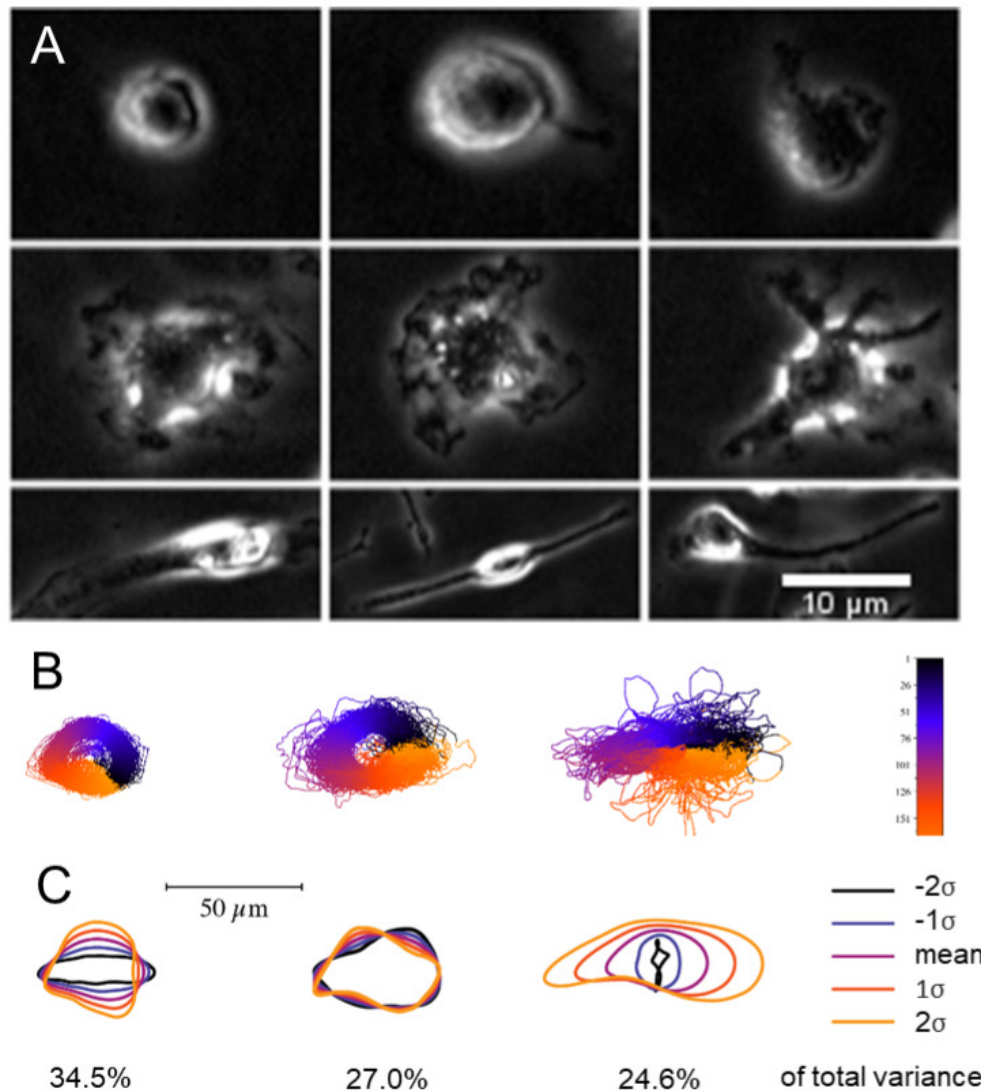 A
10 µm
B
1
26
51
76
101
126
151
C
50 µm
-2σ
-1σ
mean
1σ
2σ
34.5% 27.0% 24.6% of total variance